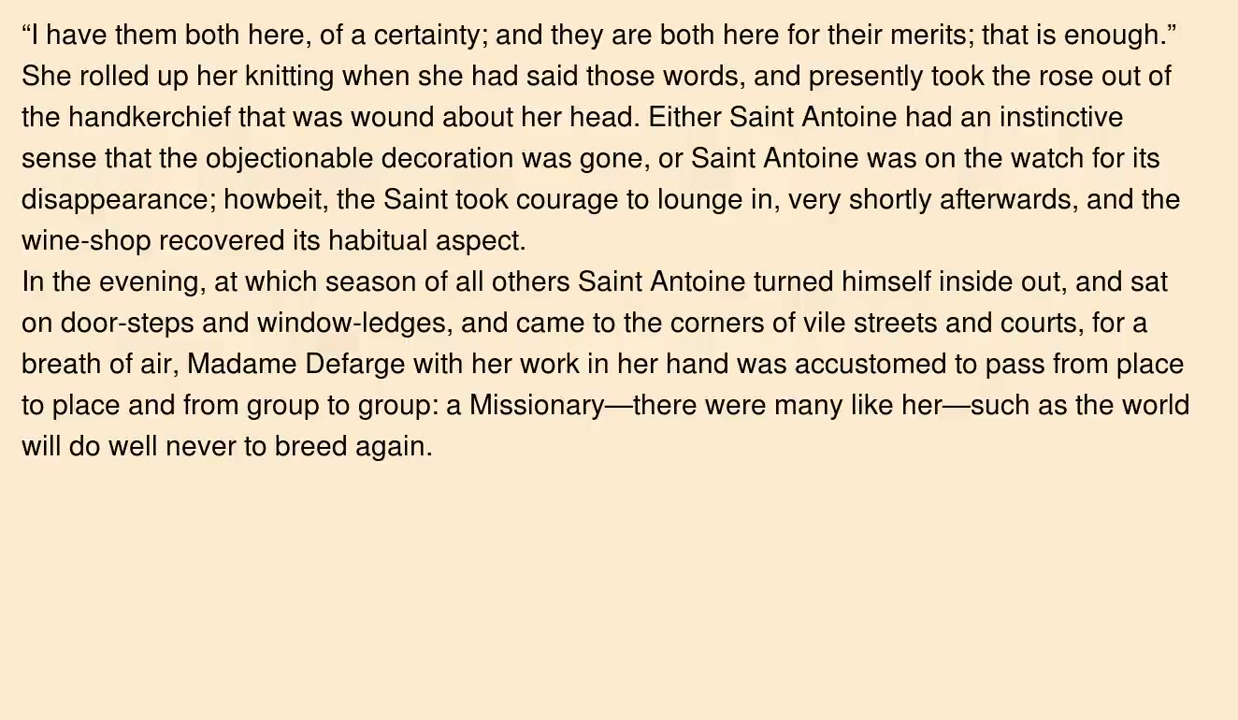 “I have them both here, of a certainty; and they are both here for their merits; that is enough.”
She rolled up her knitting when she had said those words, and presently took the rose out of
the handkerchief that was wound about her head. Either Saint Antoine had an instinctive
sense that the objectionable decoration was gone, or Saint Antoine was on the watch for its
disappearance; howbeit, the Saint took courage to lounge in, very shortly afterwards, and the
wine-shop recovered its habitual aspect.
In the evening, at which season of all others Saint Antoine turned himself inside out, and sat
on door-steps and window-ledges, and came to the corners of vile streets and courts, for a
breath of air, Madame Defarge with her work in her hand was accustomed to pass from place
to place and from group to group: a Missionary—there were many like her—such as the world
will do well never to breed again.